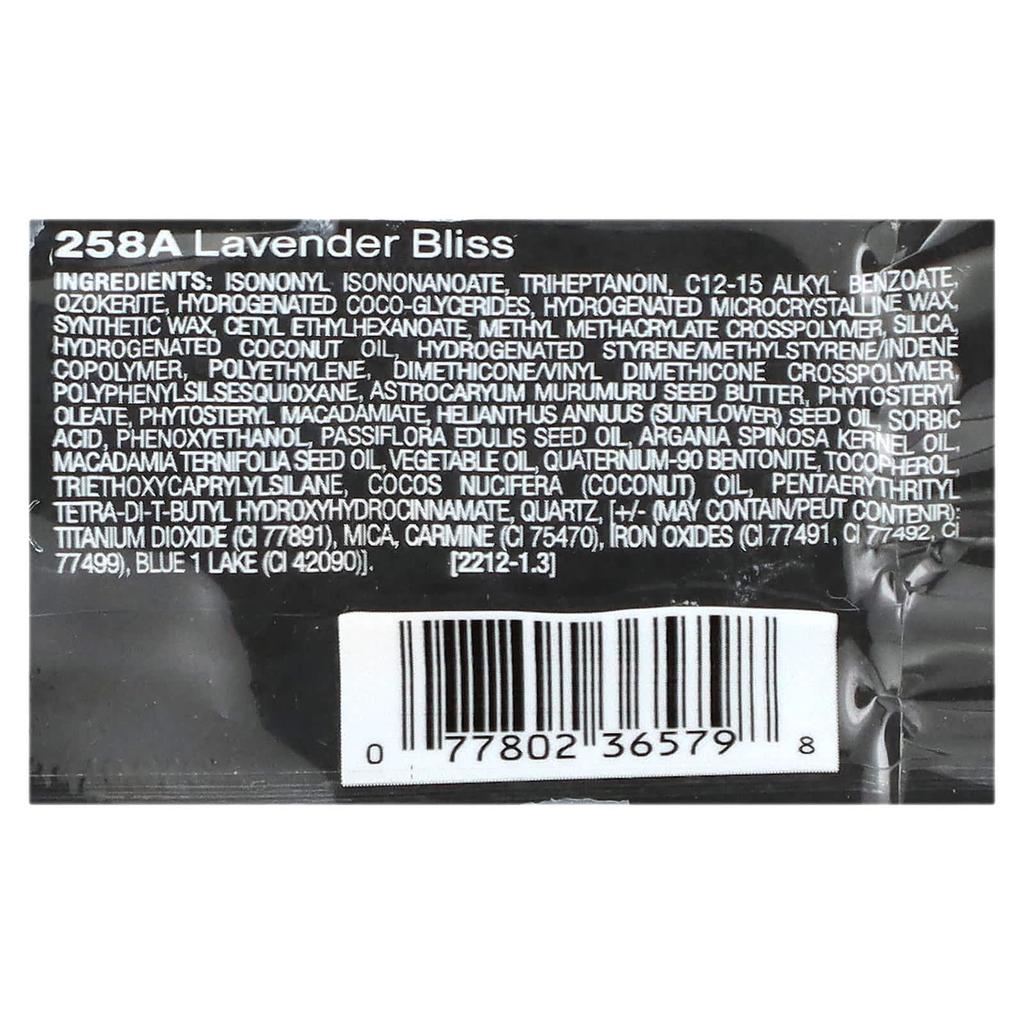 258A Lavender Bliss
INGREDIENTS: ISONONYL ISONONANOATE, TRIHEPTANOIN, C12-15 ALKYL BENZOATE,
OZOKERITE, HYDROGENATED COCO-GLYCERIDES, HYDROGENATED MICROCRYSTALLINE WAX,
SYNTHETIC WAX, CETYL ETHYLHEXANOATE, METHYL METHACRYLATE CROSSPOLYMER, SILICA,
HYDROGENATED COCONUT OIL, HYDROGENATED STYRENE/METHYLSTYRENE/INDENE
COPOLYMER, POLYETHYLENE, DIMETHICONE/VINYL DIMETHICONE CROSSPOLYMER,
POLYPHENYLSILSESQUIOXANE, ASTROCARYUM MURUMURU SEED BUTTER, PHYTOSTERYL
OLEATE, PHYTOSTERYL MACADAMIATE, HELIANTHUS ANNUUS (SUNFLOWER) SEED OIL, SORBIC
ACID, PHENOXYETHANOL, PASSIFLORA EDULIS SEED OIL, ARGANIA SPINOSA KERNEL OIL,
MACADAMIA TERNIFOLIA SEED OIL, VEGETABLE OIL, QUATERNIUM-90 BENTONITE, TOCOPHEROL,
TRIETHOXYCAPRYLYLSILANE, COCOS NUCIFERA (COCONUT) OIL, PENTAERYTHRITYL
TETRA-DI-T-BUTYL HYDROXYHYDROCINNAMATE, QUARTZ, [+/- (MAY CONTAIN/PEUT CONTENIR):
TITANIUM DIOXIDE (CI 77891), MICA, CARMINE (CI 75470), IRON OXIDES (CI 77491, CI 77492, CI
77499), BLUE 1 LAKE (CI 42090)]. [2212-1.3]
0 77802 36579 8